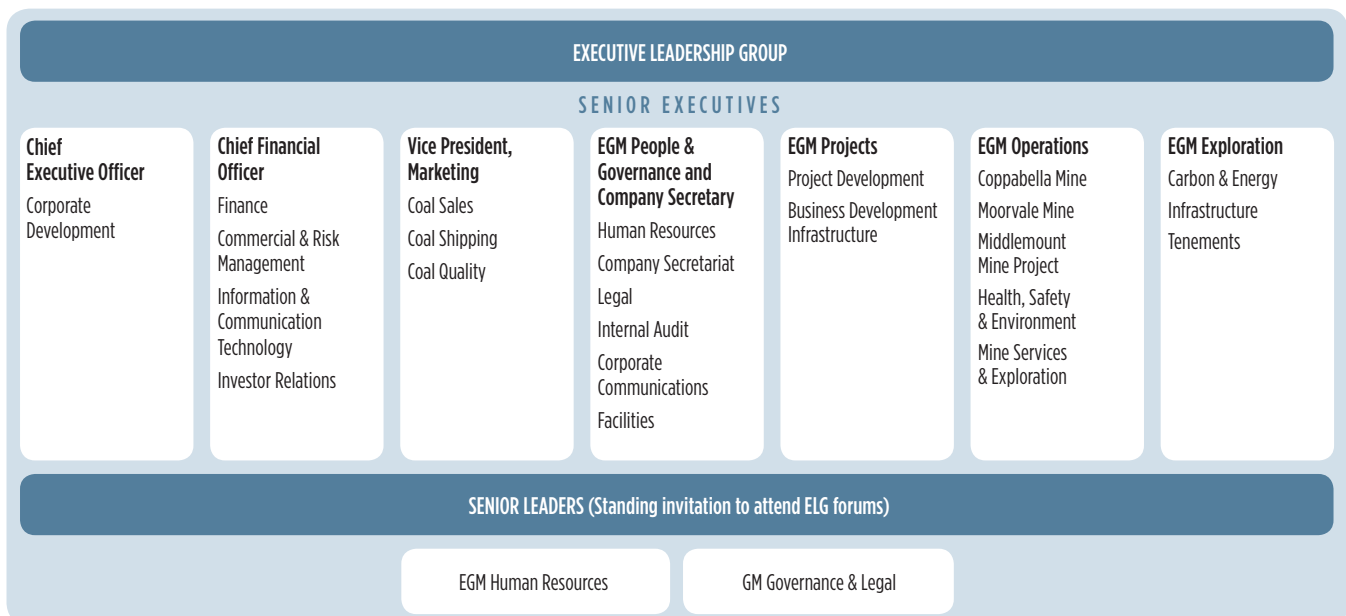 EXECUTIVE LEADERSHIP GROUP
SENIOR EXECUTIVES
Chief
Executive Officer
Corporate
Development
Chief Financial
Officer
Finance
Commercial & Risk
Management
Information &
Communication
Technology
Investor Relations
Vice President,
Marketing
Coal Sales
Coal Shipping
Coal Quality
EGM People &
Governance and
Company Secretary
Human Resources
Company Secretariat
Legal
Internal Audit
Corporate
Communications
Facilities
EGM Projects
Project Development
Business Development
Infrastructure
EGM Operations
Coppabella Mine
Moorvale Mine
Middlemount
Mine Project
Health, Safety
& Environment
Mine Services
& Exploration
EGM Exploration
Carbon & Energy
Infrastructure
Tenements
SENIOR LEADERS (Standing invitation to attend ELG forums)
EGM Human Resources
GM Governance & Legal